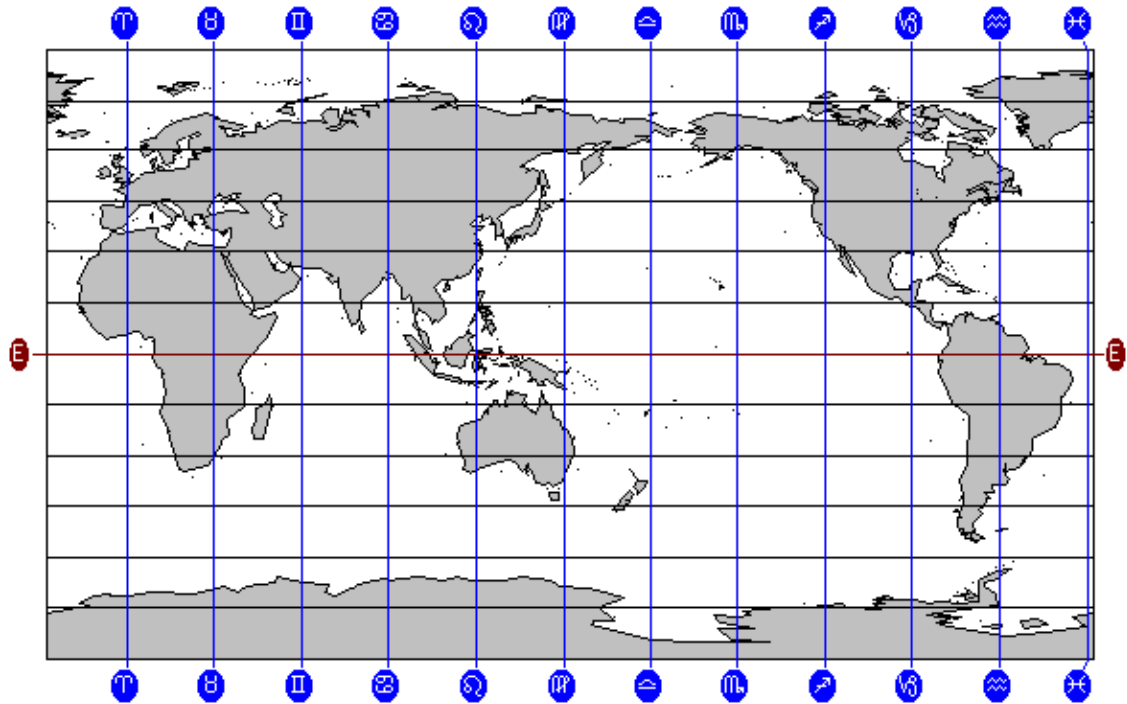 ♈ ♉ ♊ ♋ ♌ ♍ ♎ ♏ ♐ ♑ ♒ ♓
E E
♈ ♉ ♊ ♋ ♌ ♍ ♎ ♏ ♐ ♑ ♒ ♓